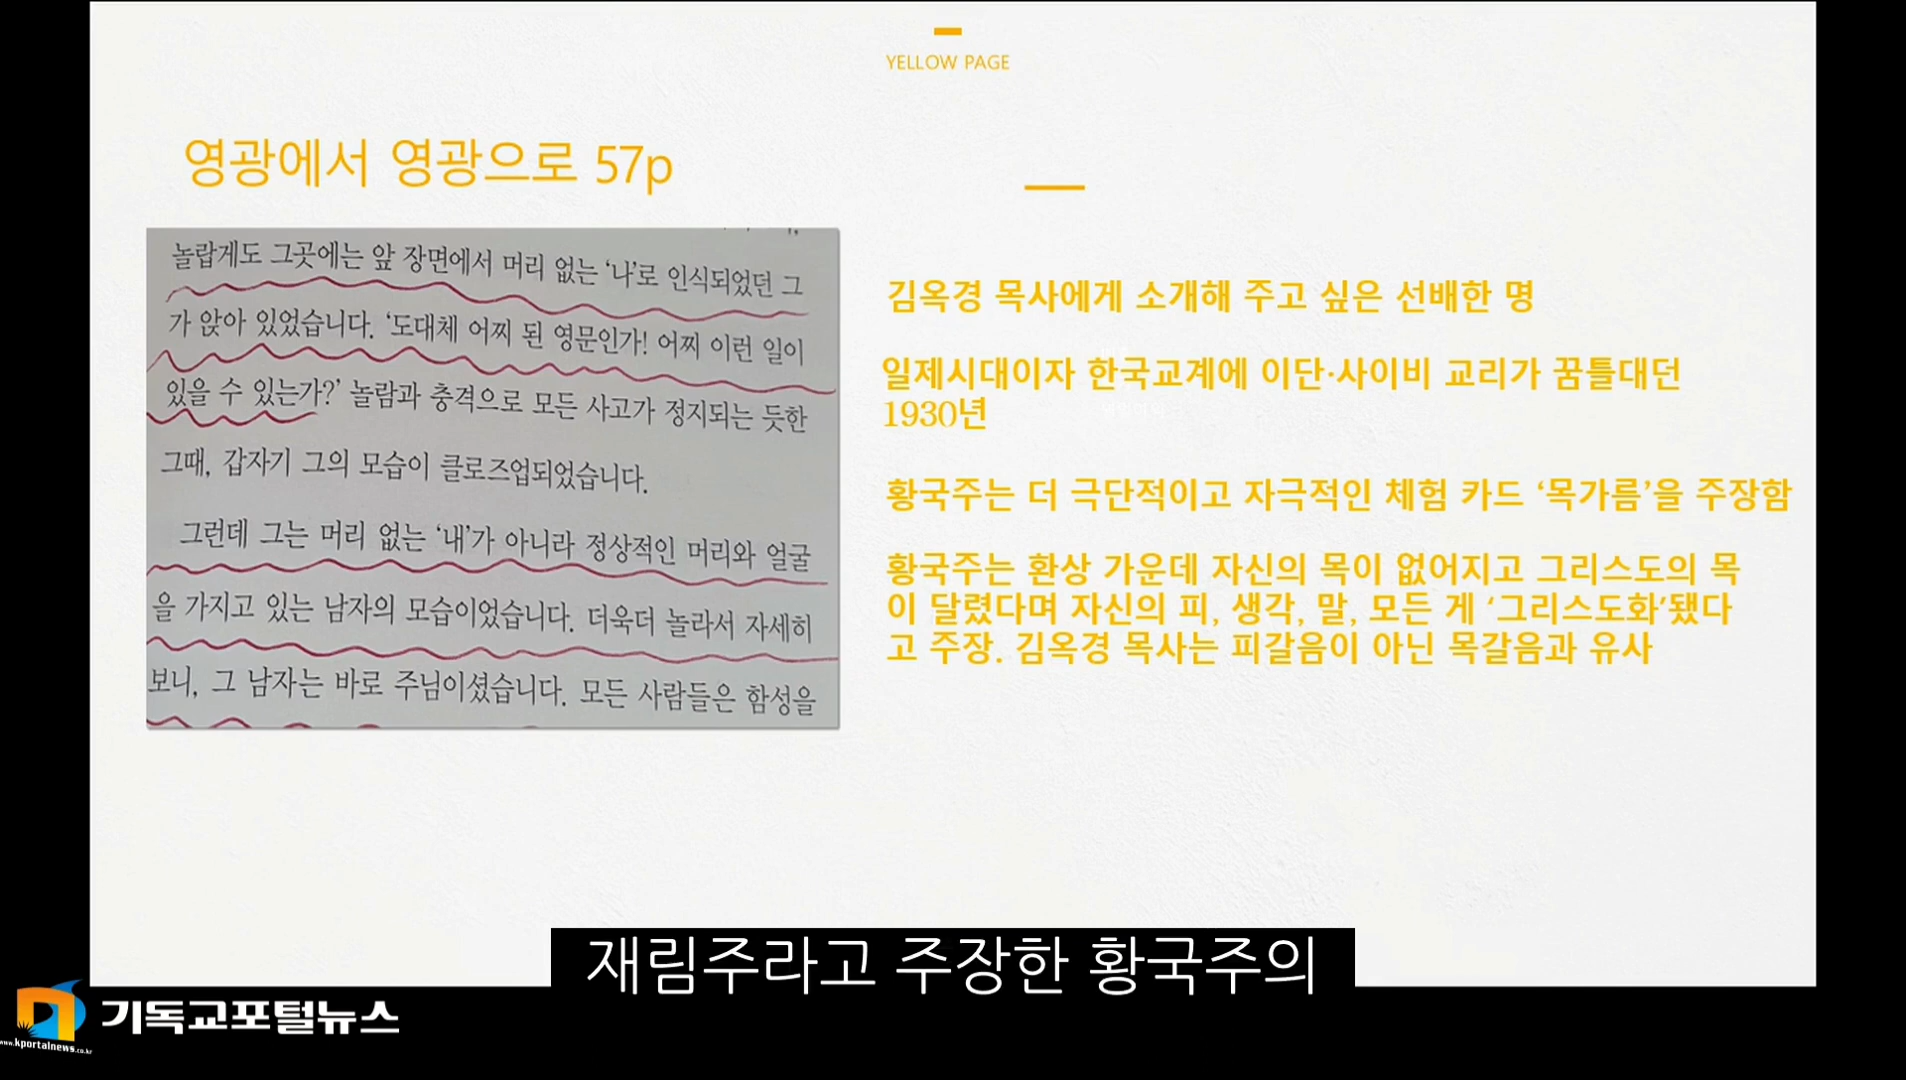 YELLOW PAGE
영광에서 영광으로 57p
놀랍게도 그곳에는 앞 장면에서 머리 없는 ‘나’로 인식되었던 그
가 앉아 있었습니다. ‘도대체 어찌 된 영문인가! 어찌 이런 일이
있을 수 있는가?’ 놀람과 충격으로 모든 사고가 정지되는 듯한
그때, 갑자기 그의 모습이 클로즈업되었습니다.
그런데 그는 머리 없는 ‘내’가 아니라 정상적인 머리와 얼굴
을 가지고 있는 남자의 모습이었습니다. 더욱더 놀라서 자세히
보니, 그 남자는 바로 주님이셨습니다. 모든 사람들은 함성을
김옥경 목사에게 소개해 주고 싶은 선배한 명
일제시대이자 한국교계에 이단·사이비 교리가 꿈틀대던
1930년
황국주는 더 극단적이고 자극적인 체험 카드 ‘목가름’을 주장함
황국주는 환상 가운데 자신의 목이 없어지고 그리스도의 목
이 달렸다며 자신의 피, 생각, 말, 모든 게 ‘그리스도화’됐다
고 주장. 김옥경 목사는 피갈음이 아닌 목갈음과 유사
재림주라고 주장한 황국주의
기독교포털뉴스
www.kportalnews.co.kr